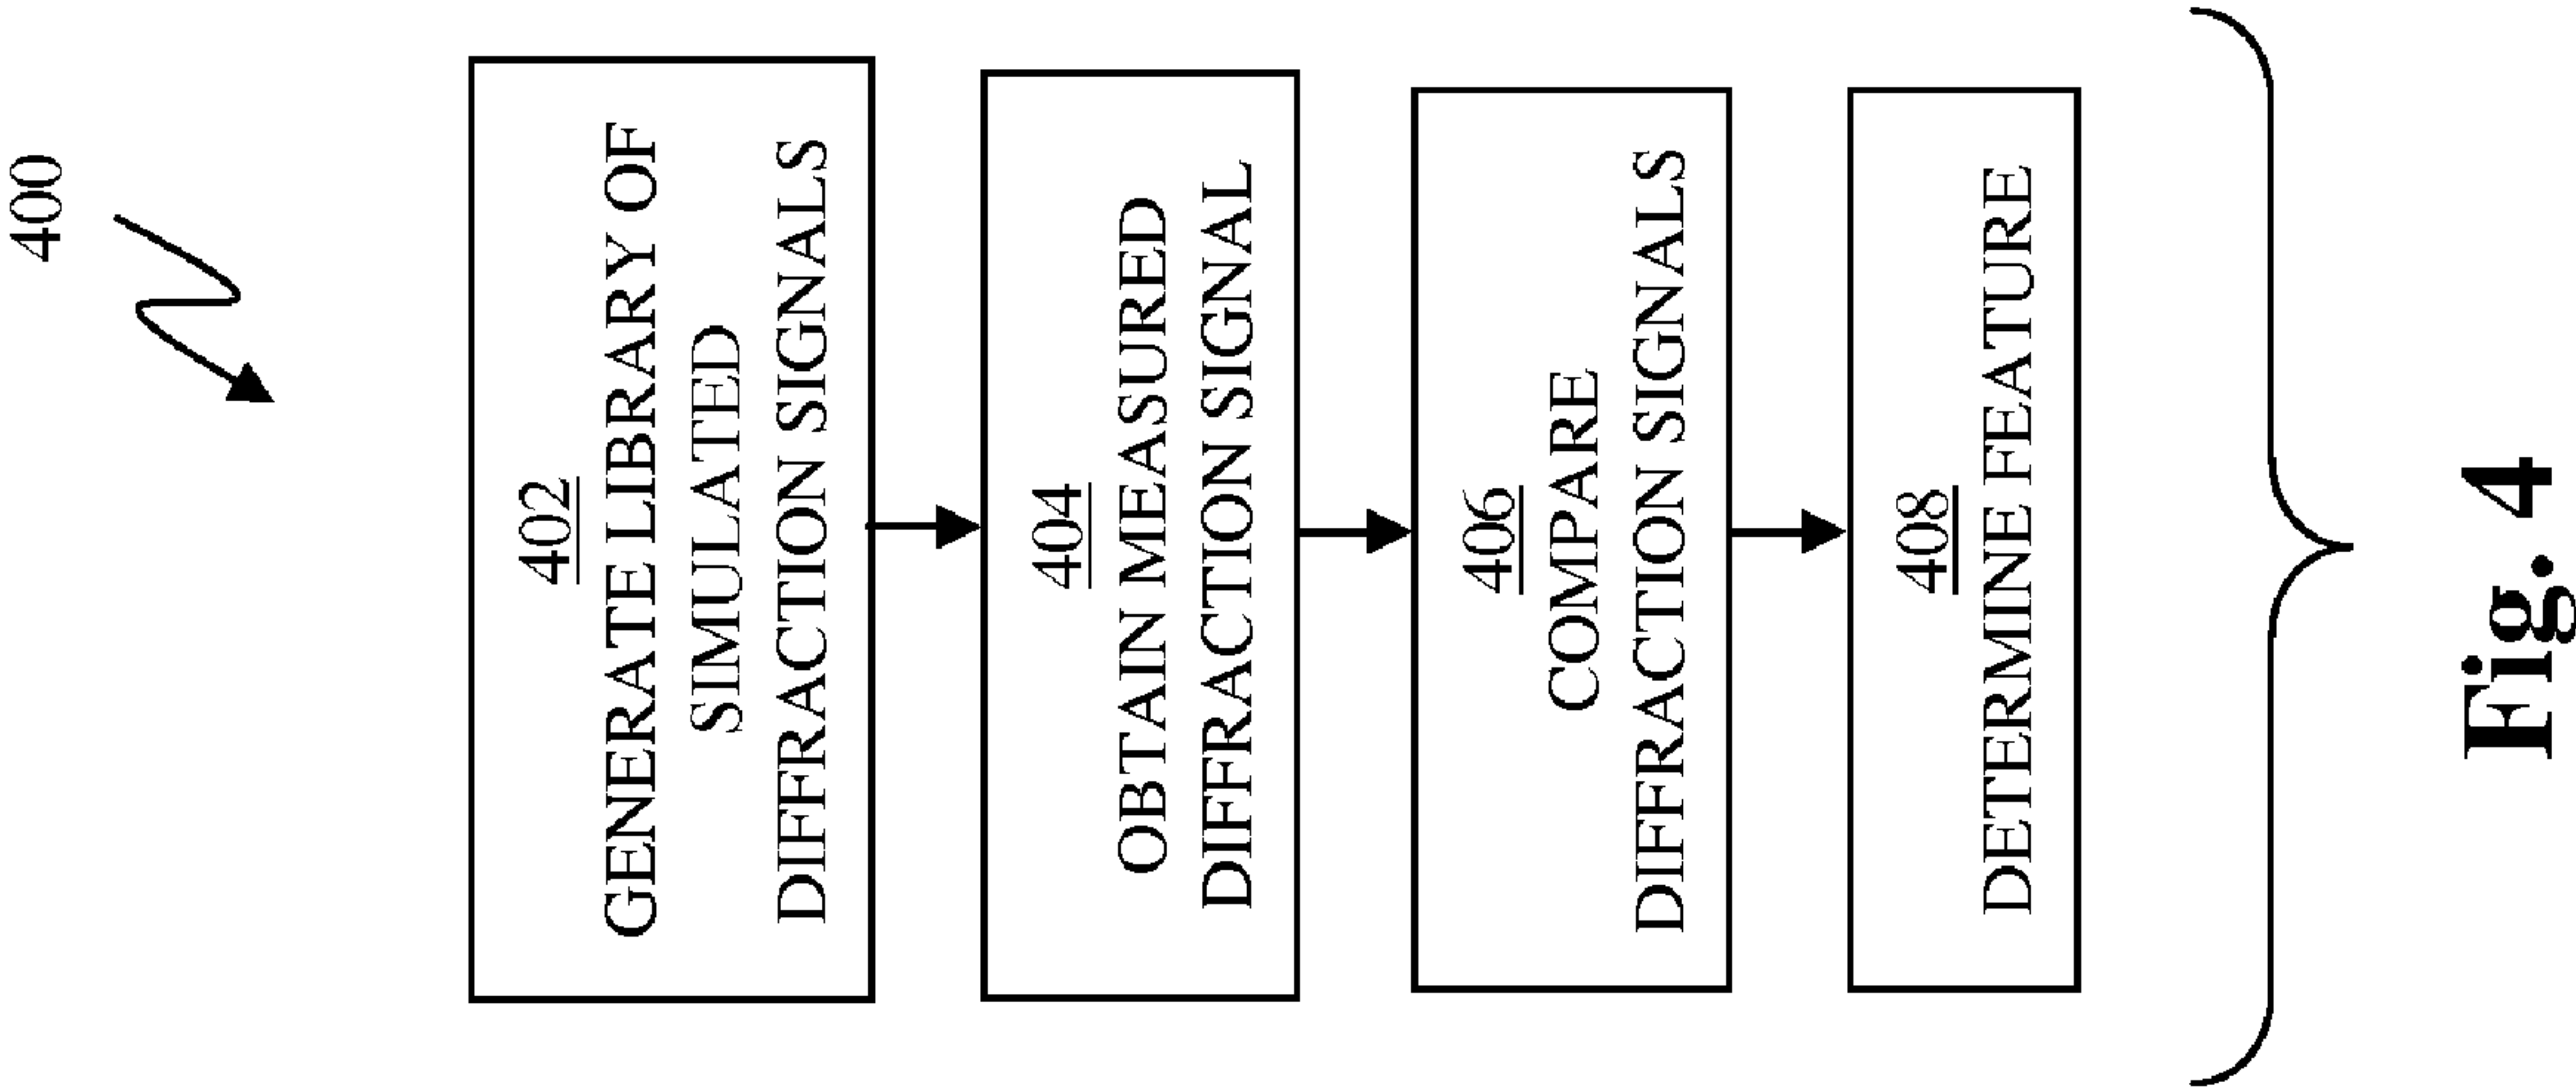 400
402
GENERATE LIBRARY OF
SIMULATED
DIFFRACTION SIGNALS
404
OBTAIN MEASURED
DIFFRACTION SIGNAL
406
COMPARE
DIFFRACTION SIGNALS
408
DETERMINE FEATURE
Fig. 4